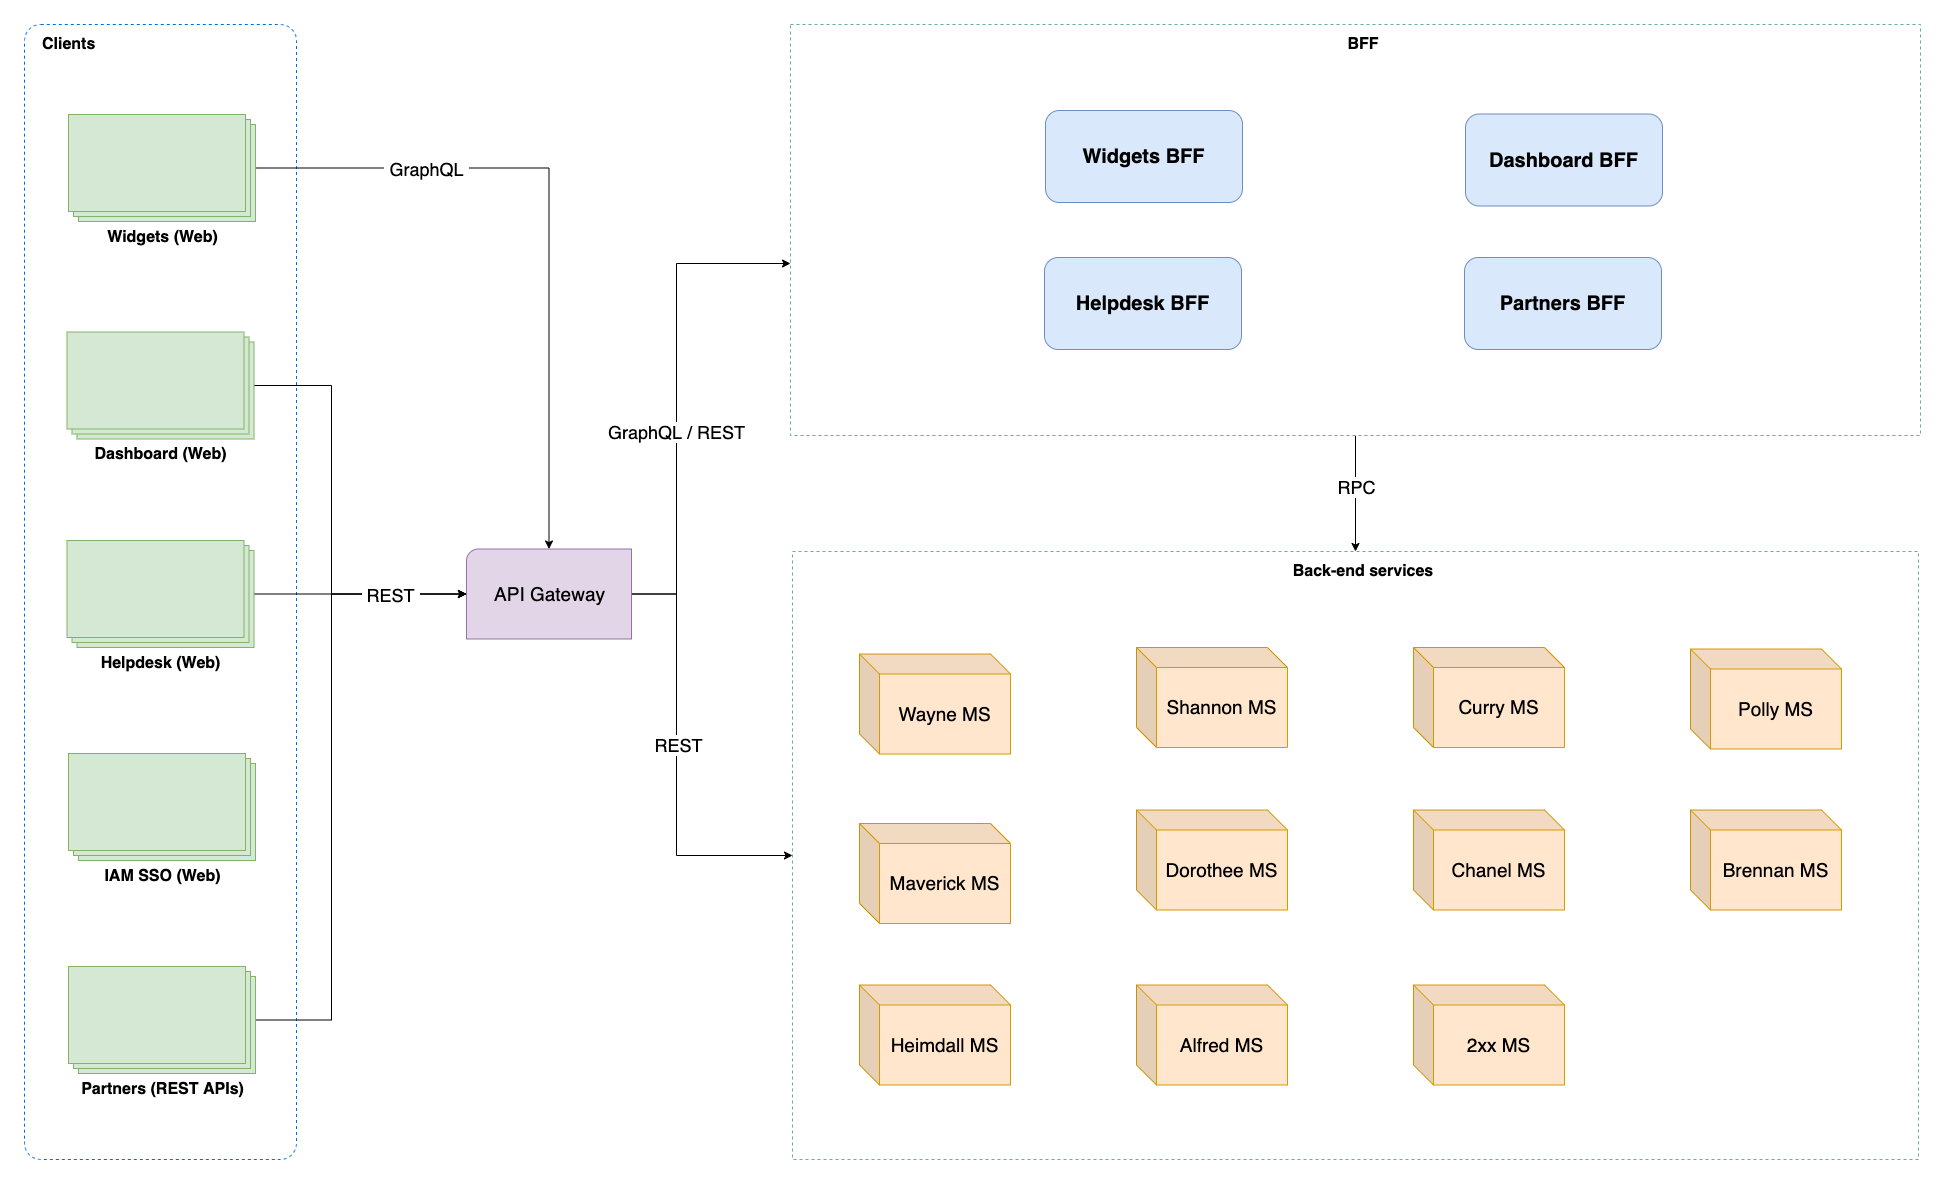 Clients
Widgets (Web)
Dashboard (Web)
Helpdesk (Web)
IAM SSO (Web)
Partners (REST APIs)
GraphQL
REST
API Gateway
GraphQL / REST
REST
BFF
Widgets BFF
Dashboard BFF
Helpdesk BFF
Partners BFF
RPC
Back-end services
Wayne MS
Shannon MS
Curry MS
Polly MS
Maverick MS
Dorothee MS
Chanel MS
Brennan MS
Heimdall MS
Alfred MS
2xx MS